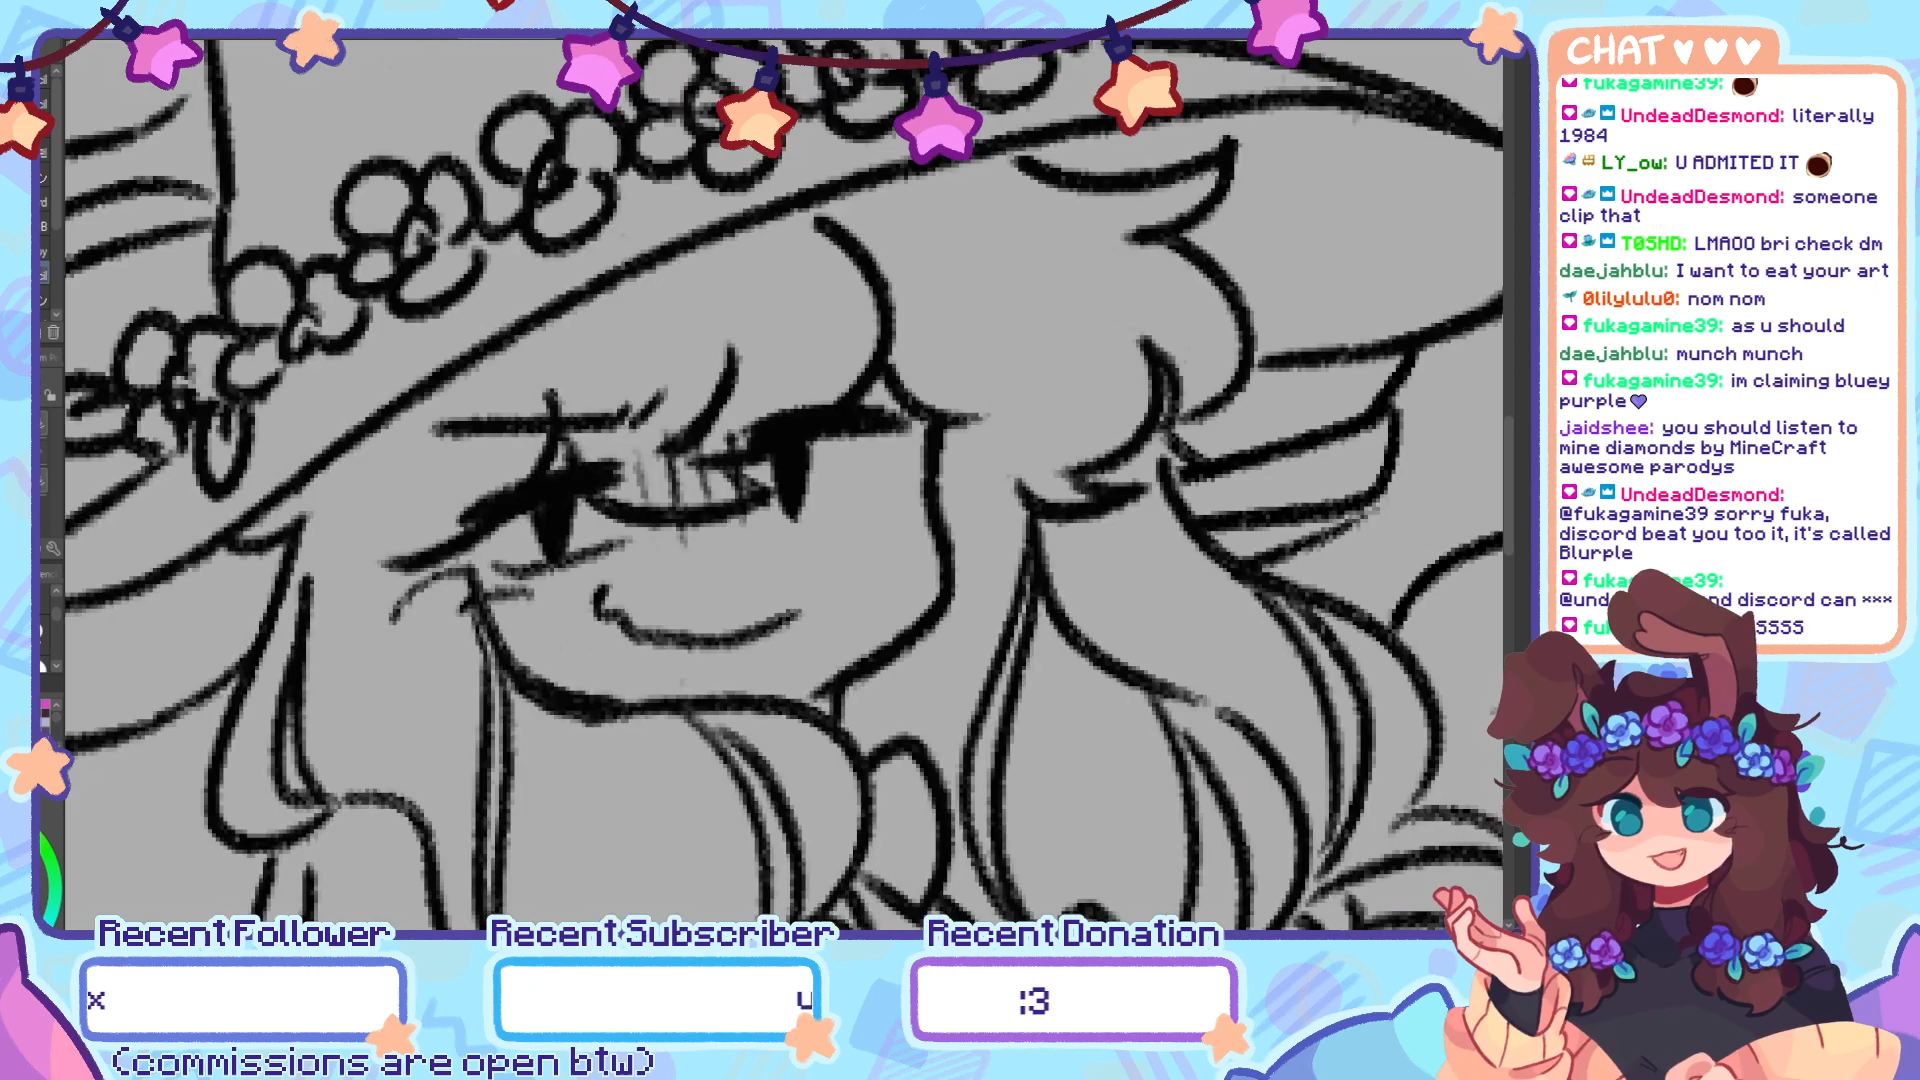 CHAT
fukagamine39:
UndeadDesmond: literally
1984
LY_ow: U ADMITED IT
UndeadDesmond: someone
clip that
T0SHD: LMAOO bri check dm
daejahblu: I want to eat your art
0lilylulu0: nom nom
fukagamine39: as u should
daejahblu: munch munch
fukagamine39: im claiming bluey
purple
jaidshee: you should listen to
mine diamonds by MineCraft
awesome parodys
UndeadDesmond:
@fukagamine39 sorry fuka,
discord beat you too it, it's called
Blurple
discord can ***
Recent Follower
Recent Subscriber
Recent Donation
x
u
:3
(commissions are open btw)